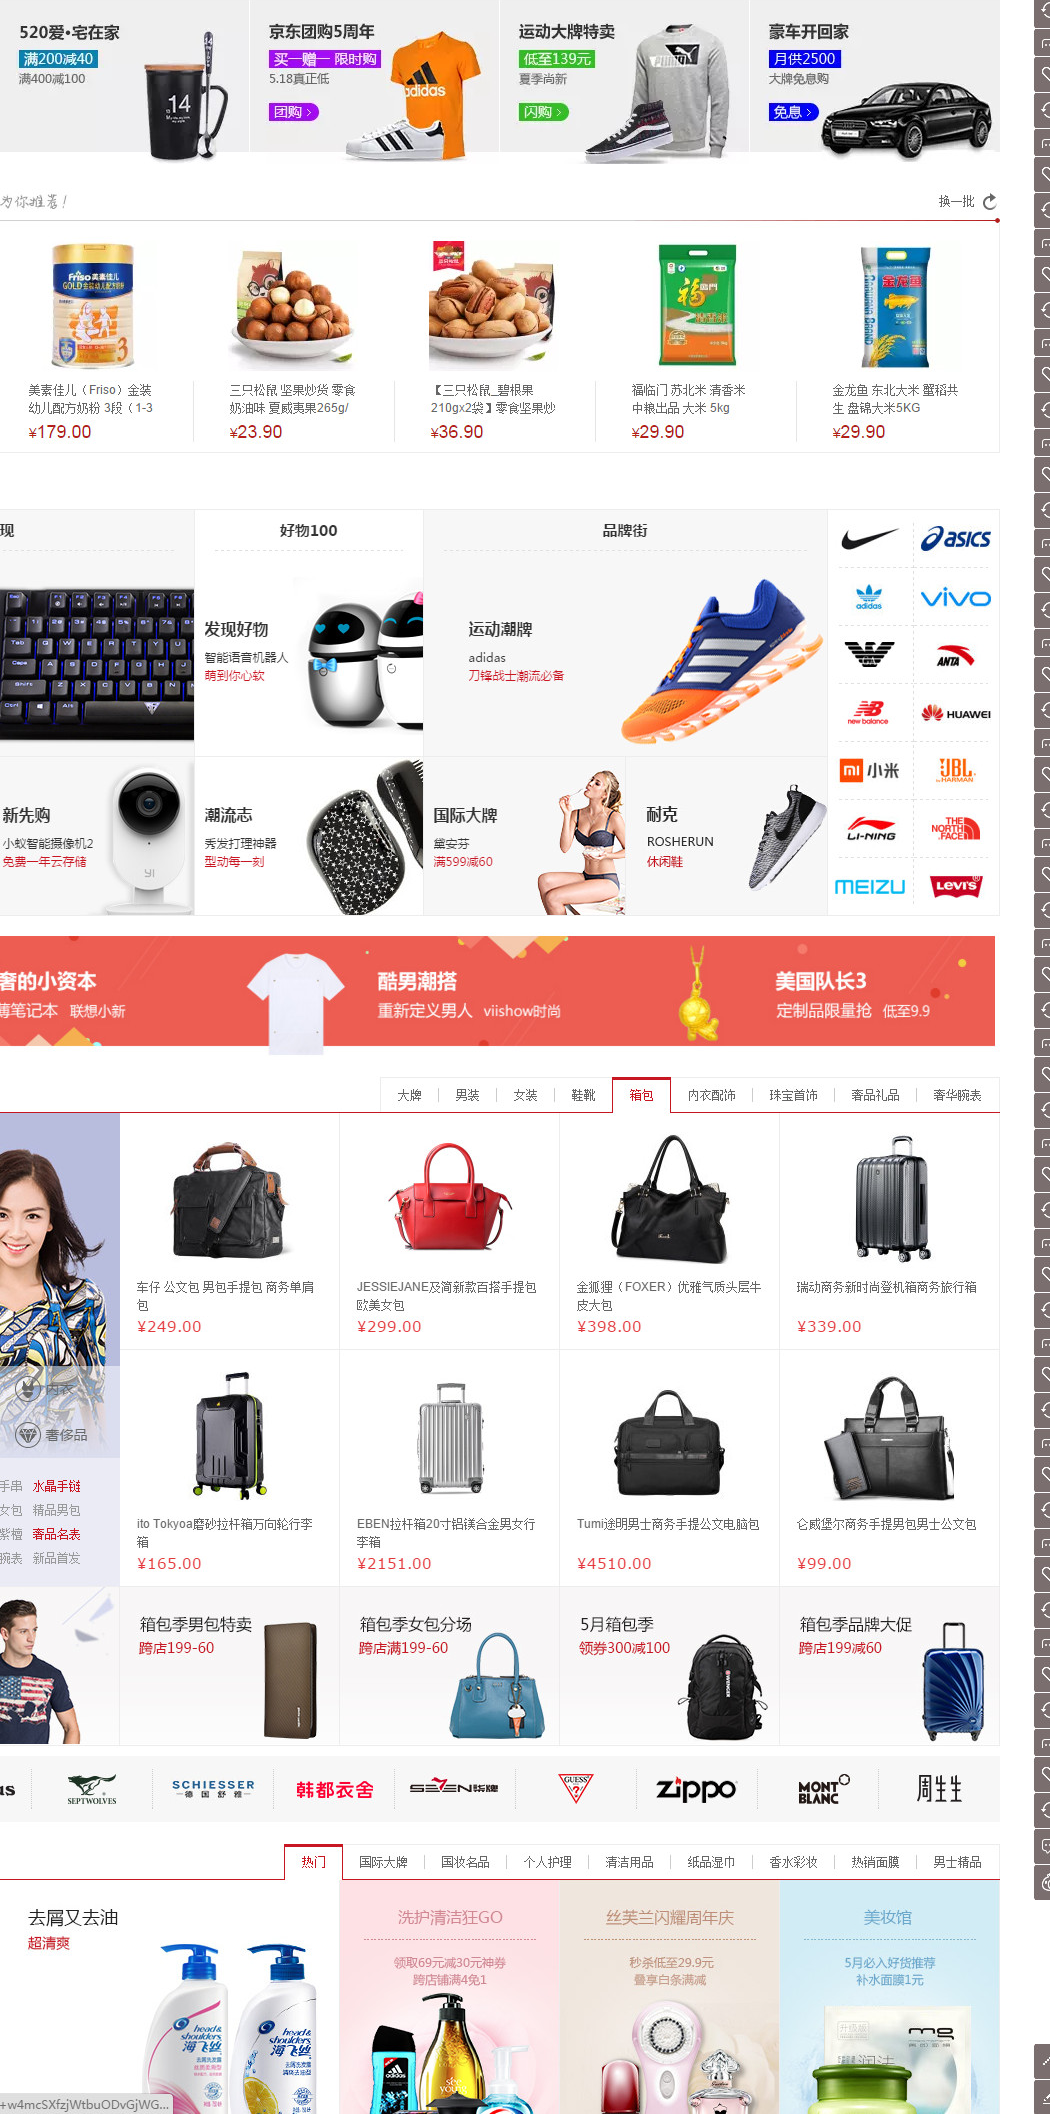 520爱·宅在家
满200减40
满400减100
14
京东团购5周年
买一赠一 限时购
5.18真正低
团购 >
adidas
运动大牌特卖
低至139元
夏季尚新
闪购 >
PUMA
豪车开回家
月供2500
大牌免息购
免息 >
为你推荐!
换一批
美素佳儿（Friso）金装
幼儿配方奶粉 3段（1-3
¥179.00
三只松鼠 坚果炒货 零食
奶油味 夏威夷果265g/
¥23.90
【三只松鼠_碧根果
210gx2袋】零食坚果炒
¥36.90
福临门 苏北米 清香米
中粮出品 大米 5kg
¥29.90
金龙鱼 东北大米 蟹稻共
生 盘锦大米5KG
¥29.90
现
好物100
品牌街
发现好物
智能语音机器人
萌到你心软
运动潮牌
adidas
刀锋战士潮流必备
asics
adidas
vivo
ANTA
new balance
HUAWEI
小米
JBL
BY HARMAN
LI-NING
THE NORTH FACE
MEIZU
LEVI'S
新先购
小蚁智能摄像机2
免费一年云存储
YI
潮流志
秀发打理神器
型动每一刻
国际大牌
黛安芬
满599减60
耐克
ROSHERUN
休闲鞋
奢的小资本
薄笔记本 联想小新
酷男潮搭
重新定义男人 viishow时尚
美国队长3
定制品限量抢 低至9.9
大牌 男装 女装 鞋靴 箱包 内衣配饰 珠宝首饰 奢品礼品 奢华腕表
车仔 公文包 男包手提包 商务单肩
包
¥249.00
JESSIEJANE及简新款百搭手提包
欧美女包
¥299.00
金狐狸（FOXER）优雅气质头层牛
皮大包
¥398.00
瑞动商务新时尚登机箱商务旅行箱
¥339.00
内衣
奢侈品
手串 水晶手链
女包 精品男包
紫檀 奢品名表
腕表 新品首发
ito Tokyoa磨砂拉杆箱万向轮行李
箱
¥165.00
EBEN拉杆箱20寸铝镁合金男女行
李箱
¥2151.00
Tumi途明男士商务手提公文电脑包
¥4510.00
仑威堡尔商务手提男包男士公文包
¥99.00
箱包季男包特卖
跨店199-60
箱包季女包分场
跨店满199-60
5月箱包季
领券300减100
箱包季品牌大促
跨店199减60
us
SEPTWOLVES
SCHIESSER
德国舒雅
韩都衣舍
SEVEN柒牌
GUESS
?
zippo
MONT BLANC
周生生
热门 国际大牌 国妆名品 个人护理 清洁用品 纸品湿巾 香水彩妆 热销面膜 男士精品
去屑又去油
超清爽
head& shoulders
海飞丝
head& shoulders
海飞丝
洗护清洁狂GO
领取69元减30元神券
跨店铺满4免1
adidas
丝芙兰闪耀周年庆
秒杀低至29.9元
叠享白条满减
美妆馆
5月必入好货推荐
补水面膜1元
升级版
mg
+w4mcSXfzjWtbuODvGjWG...